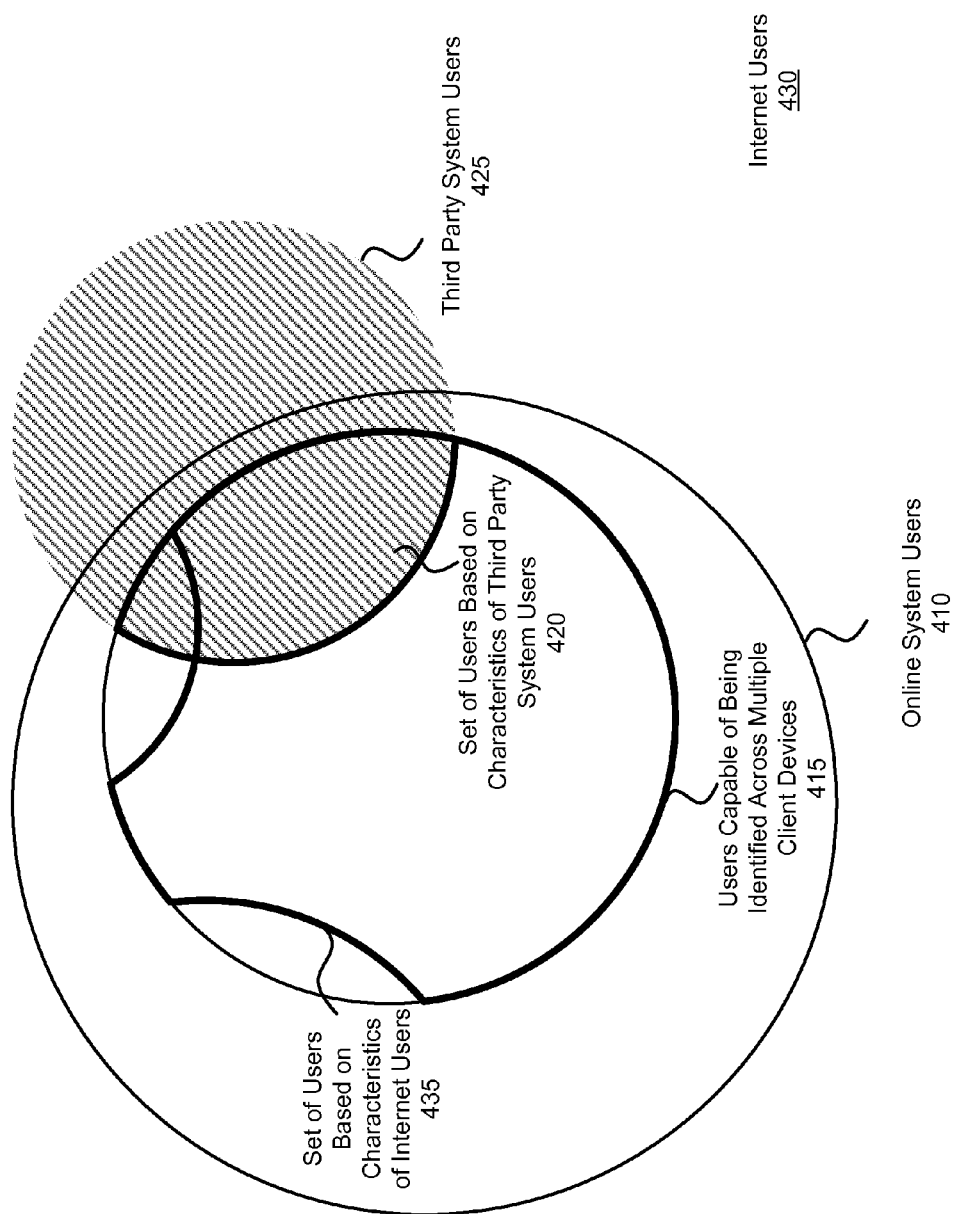 Set of Users
Based on
Characteristics
of Internet Users
435
Users Capable of Being
Identified Across Multiple
Client Devices
415
Set of Users Based on
Characteristics of Third Party
System Users
420
Online System Users
410
Third Party System Users
425
Internet Users
430